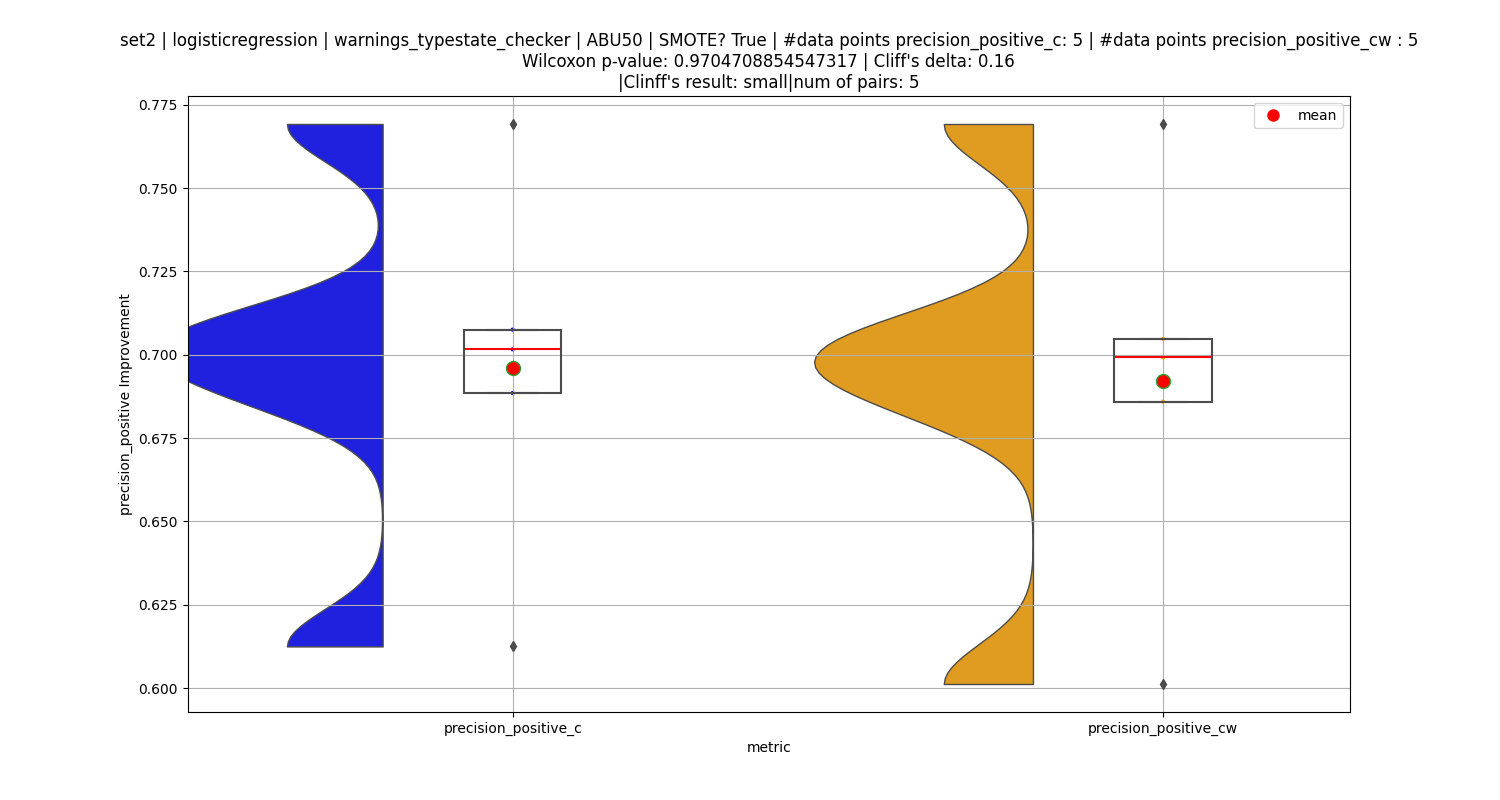 set2 | logisticregression | warnings_typestate_checker | ABU50 | SMOTE? True | #data points precision_positive_c: 5 | #data points precision_positive_cw : 5
Wilcoxon p-value: 0.9704708854547317 | Cliff's delta: 0.16
|Clinff's result: small|num of pairs: 5
mean
0.775
0.750
0.725
0.700
0.675
0.650
0.625
0.600
precision_positive Improvement
precision_positive_c
precision_positive_cw
metric